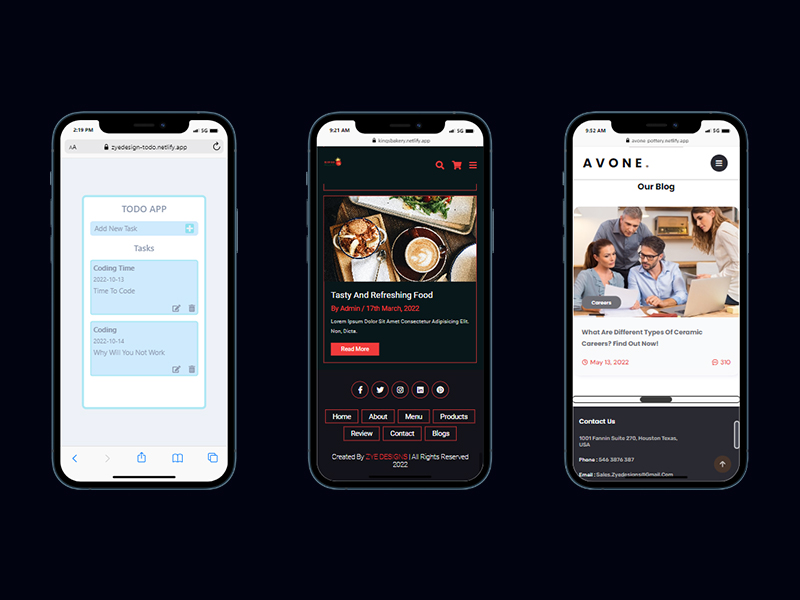 2:19 PM
5G
AA
zyedesign-todo.netlify.app
TODO APP
Add New Task
Tasks
Coding Time
2022-10-15
Time To Code
Coding
2022-10-14
Why Will You Not Work
9:21 AM
5G
kingsbakery.netlify.app
Tasty And Refreshing Food
By Admin / 17th March, 2022
Lorem Ipsum Dolor Sit Amet Consectetur Adipisicing Elit.
Non, Dicta.
Read More
Home
About
Menu
Products
Review
Contact
Blogs
Created By ZYE DESIGNS | All Rights Reserved
2022
9:52 AM
5G
avone-pottery.netlify.app
AVONE.
Our Blog
Careers
What Are Different Types Of Ceramic
Careers? Find Out Now!
May 13, 2022
310
Contact Us
1001 Fannin Suite 270, Houston Texas,
USA
Phone : 546 3876 387
Email : Sales.Zyedesigns@Gmail.Com